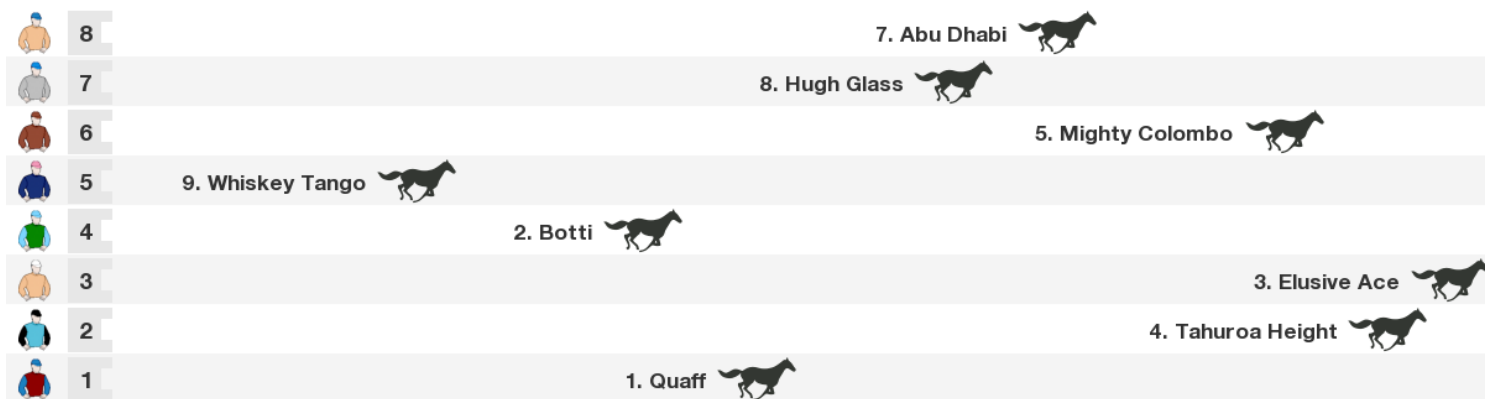 8 7. Abu Dhabi
7 8. Hugh Glass
6 5. Mighty Colombo
5 9. Whiskey Tango
4 2. Botti
3 3. Elusive Ace
2 4. Tahuroa Height
1 1. Quaff